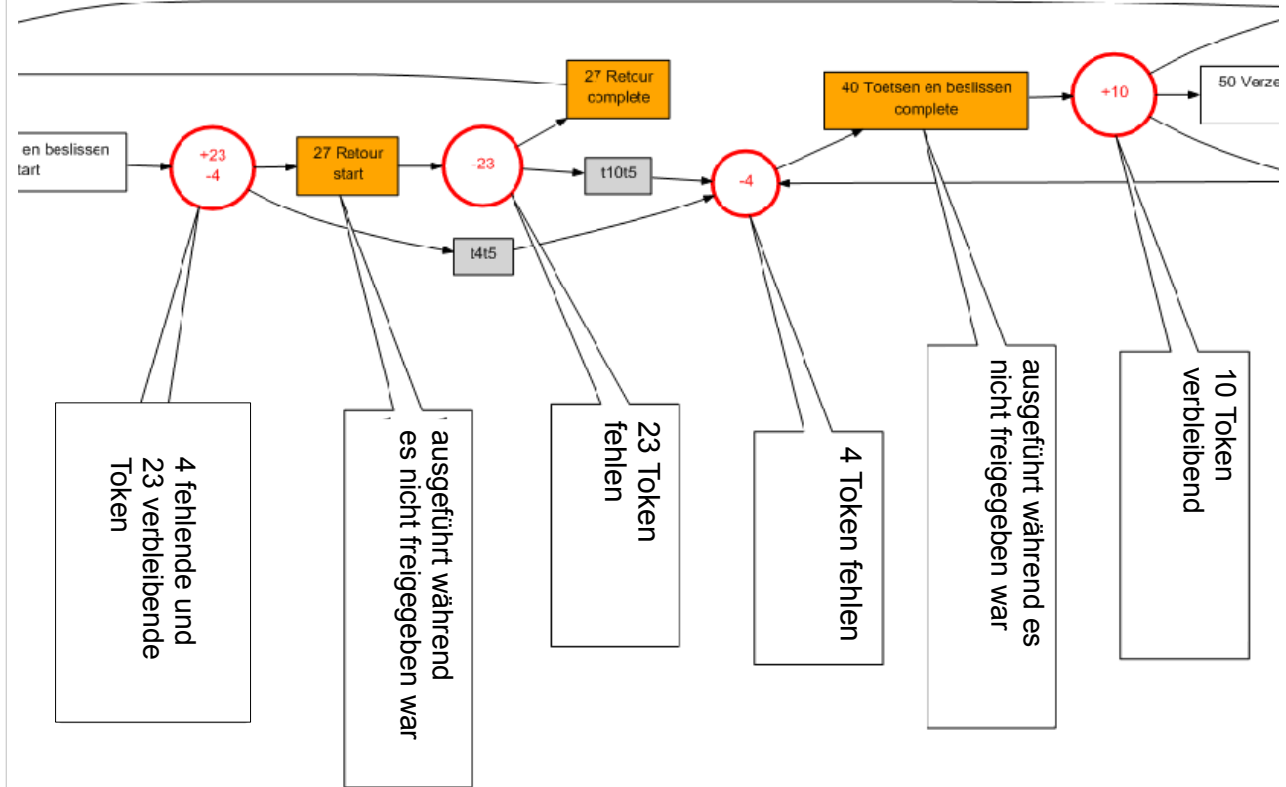 en beslissen
tart
+23
-4
27 Retour
start
-23
27 Retour
complete
t10t5
t4t5
-4
40 Toetsen en beslissen
complete
+10
50 Verze
4 fehlende und
23 verbleibende
Token
ausgeführt während
es nicht freigegeben war
23 Token
fehlen
4 Token fehlen
ausgeführt während es
nicht freigegeben war
10 Token
verbleibend